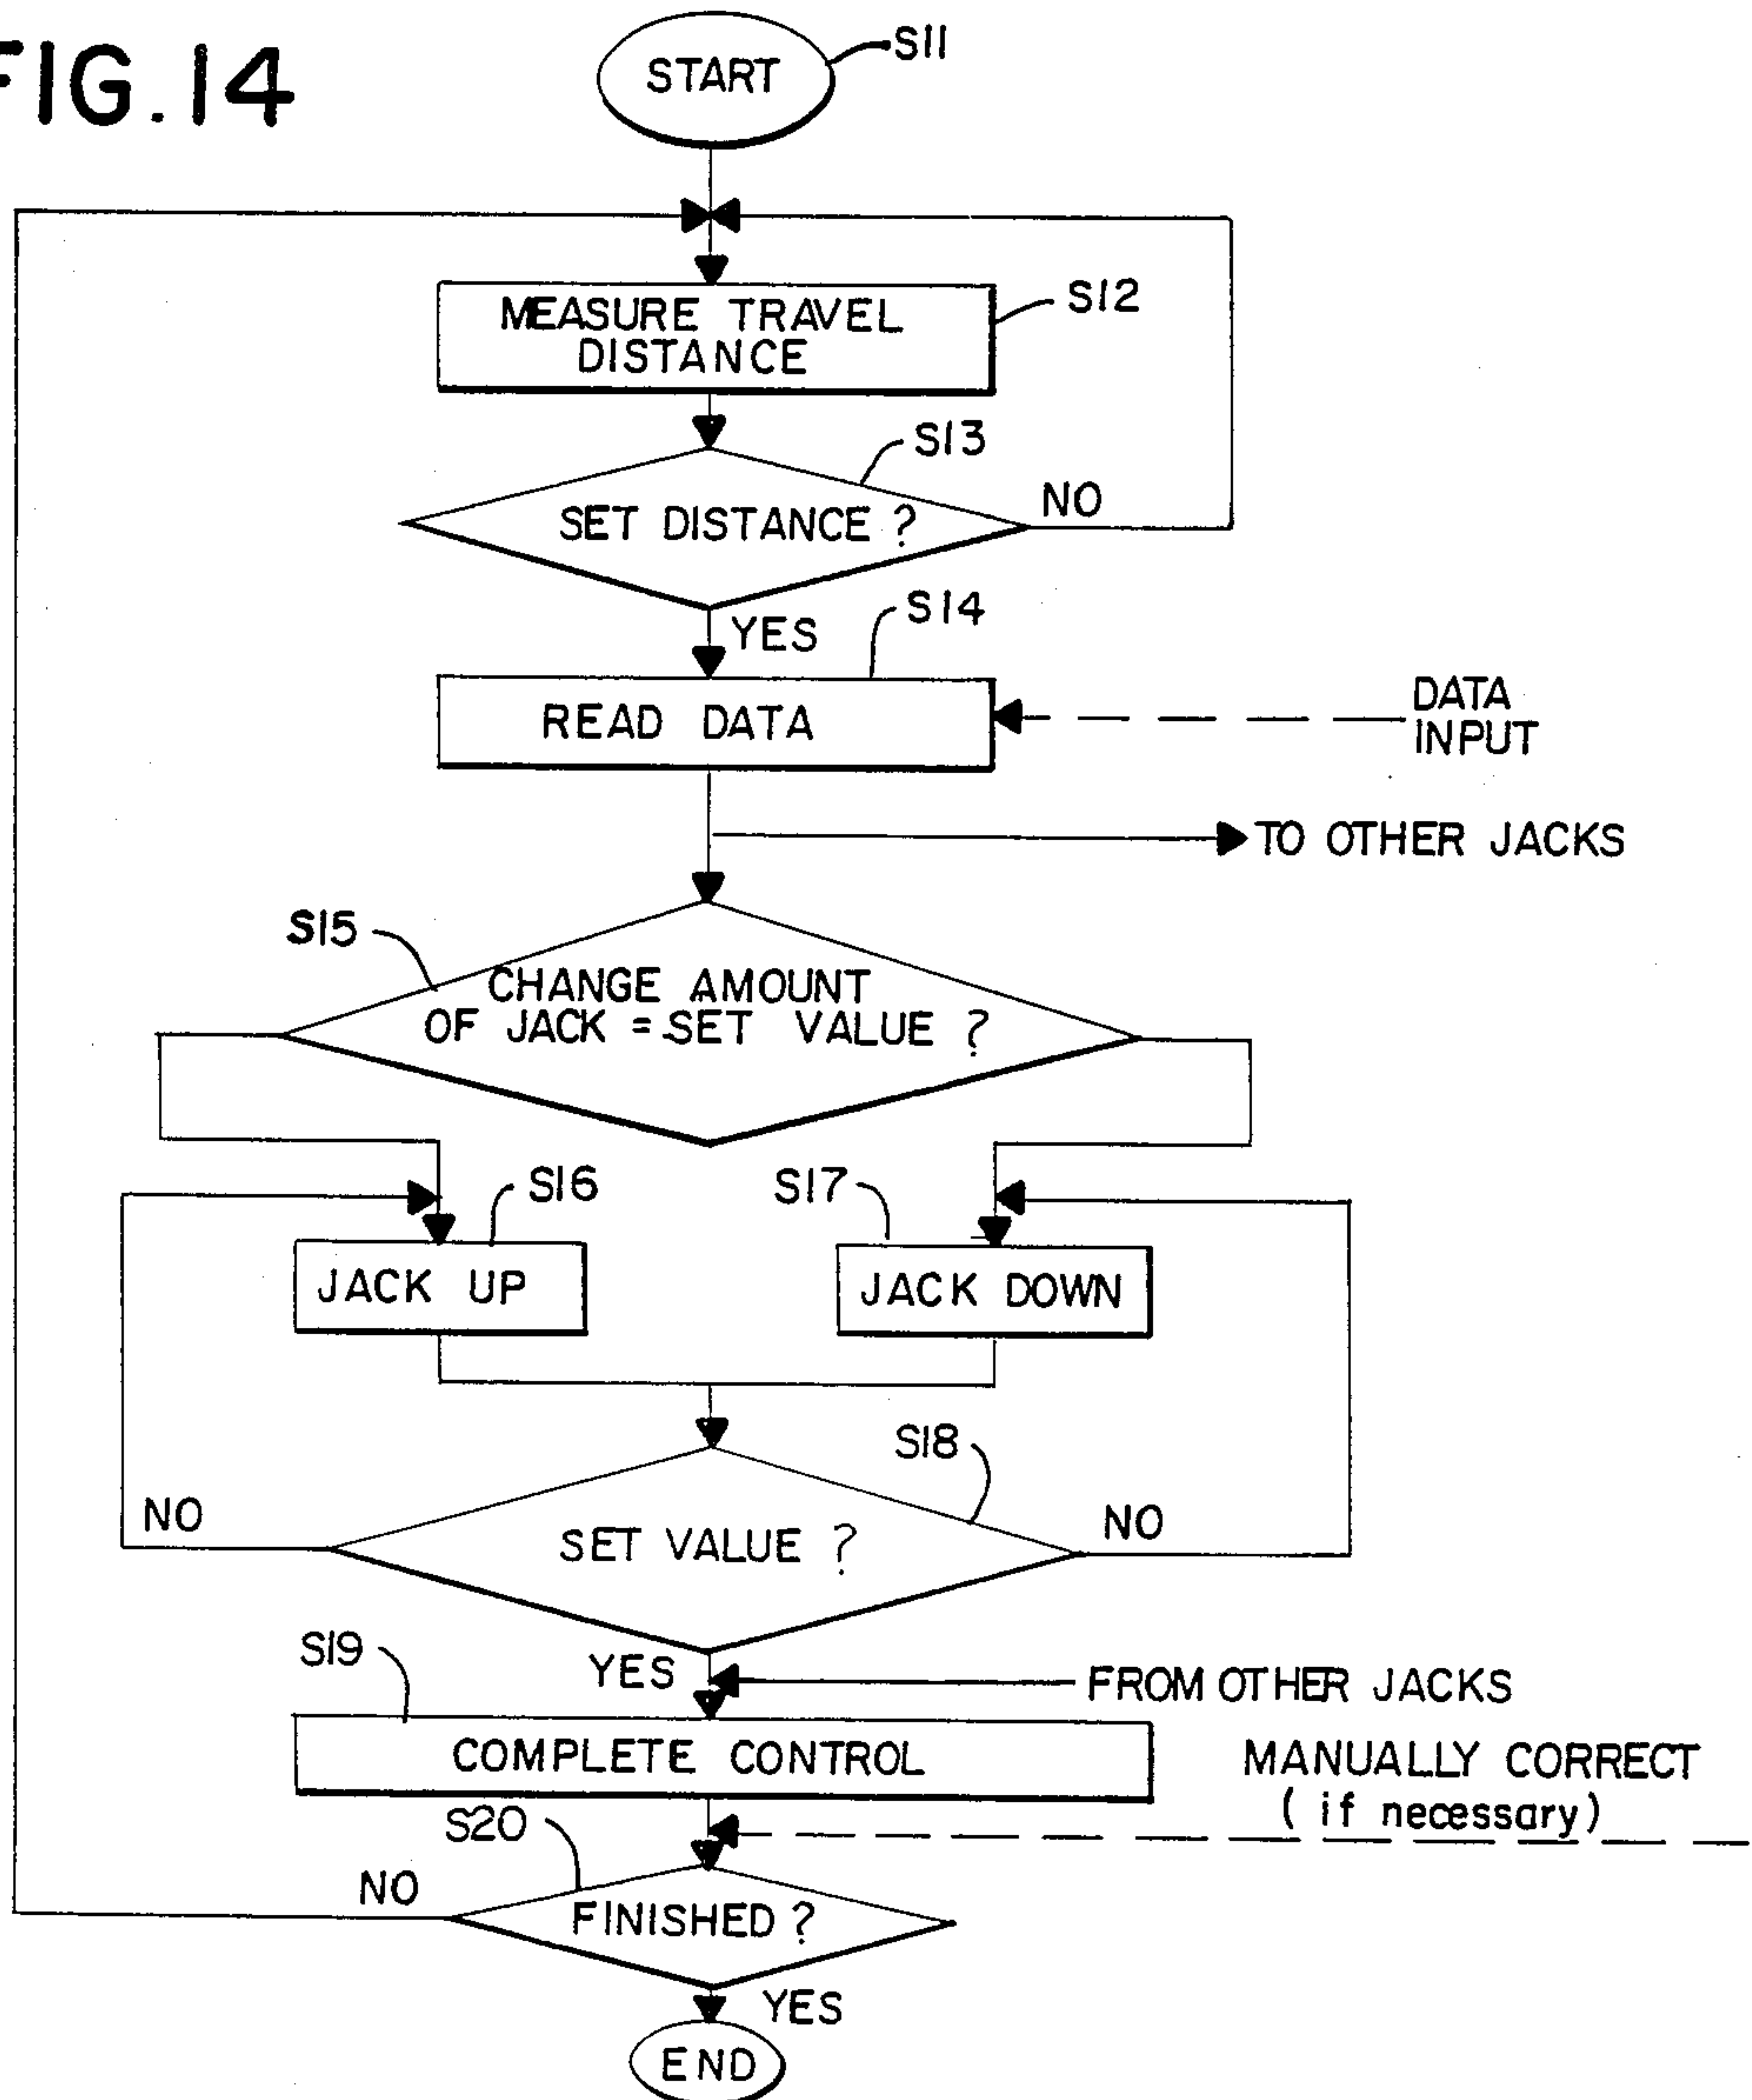 FIG. 14
START
S11
MEASURE TRAVEL
DISTANCE
S12
S13
SET DISTANCE ?
NO
YES
S14
READ DATA
DATA
INPUT
TO OTHER JACKS
S15
CHANGE AMOUNT
OF JACK = SET VALUE ?
S16
S17
JACK UP
JACK DOWN
S18
NO
SET VALUE ?
NO
S19
YES
FROM OTHER JACKS
COMPLETE CONTROL
MANUALLY CORRECT
( if necessary)
S20
NO
FINISHED ?
YES
END